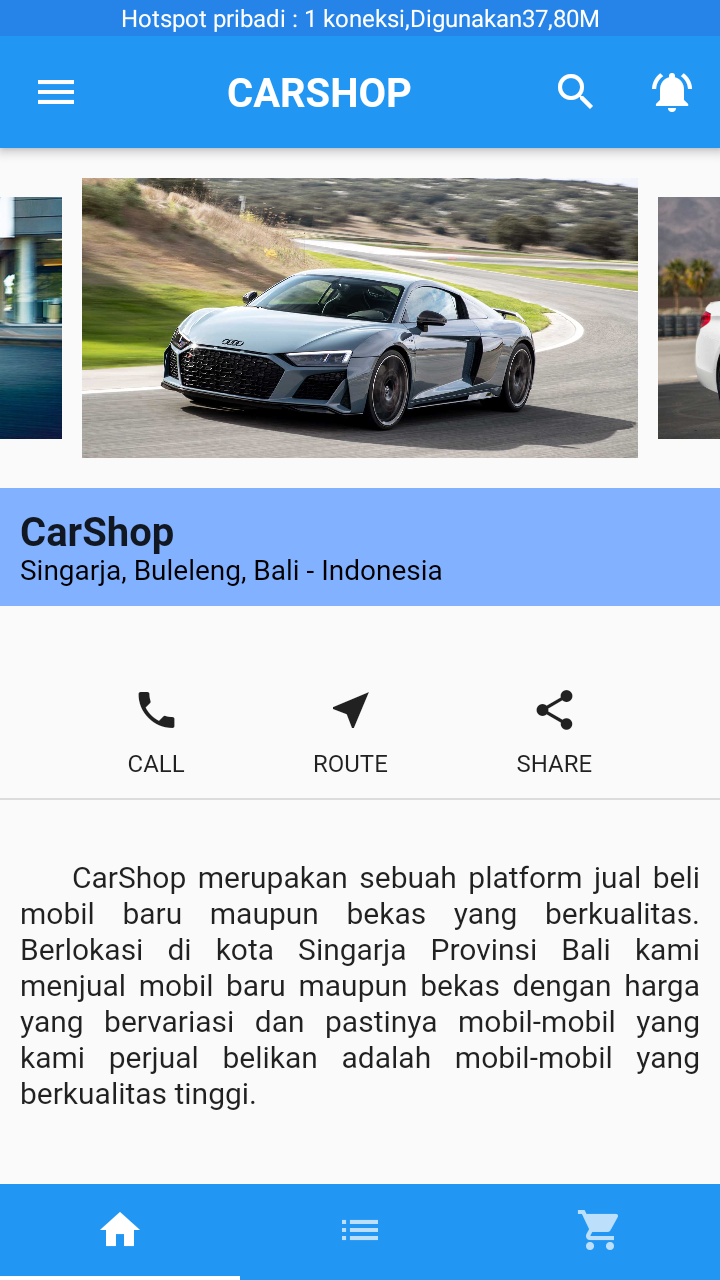 Hotspot pribadi : 1 koneksi,Digunakan37,80M
CARSHOP
CarShop
Singarja, Buleleng, Bali - Indonesia
CALL
ROUTE
SHARE
CarShop merupakan sebuah platform jual beli
mobil baru maupun bekas yang berkualitas.
Berlokasi di kota Singarja Provinsi Bali kami
menjual mobil baru maupun bekas dengan harga
yang bervariasi dan pastinya mobil-mobil yang
kami perjual belikan adalah mobil-mobil yang
berkualitas tinggi.